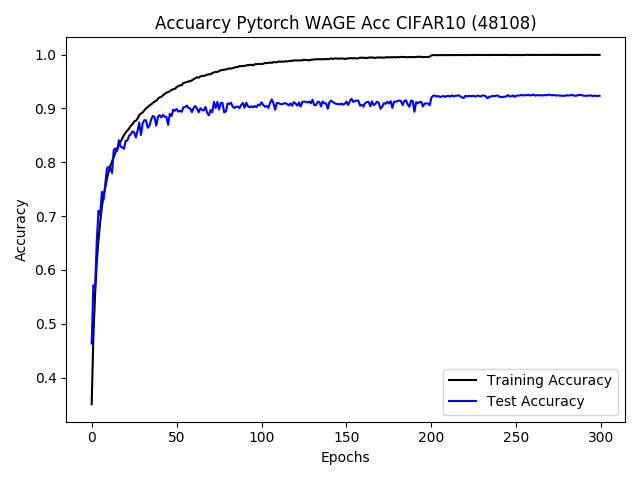 Accuarcy Pytorch WAGE Acc CIFAR10 (48108)
1.0
0.9
0.8
0.7
0.6
0.5
0.4
Accuracy
Training Accuracy
Test Accuracy
0 50 100 150 200 250 300
Epochs